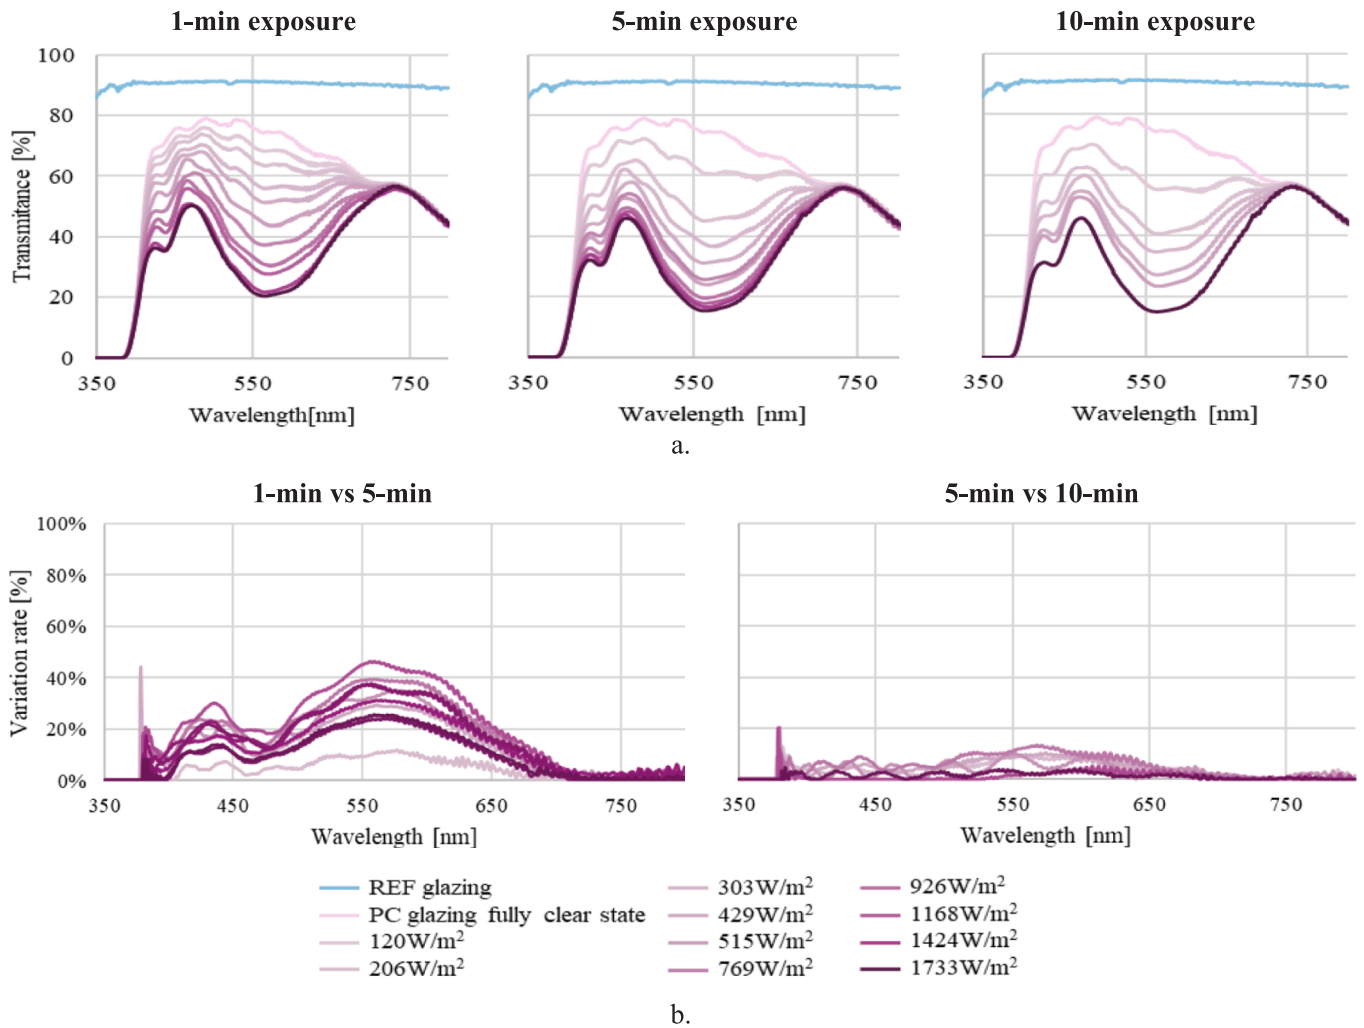 1-min exposure 5-min exposure 10-min exposure
Transmitance [%]
100
80
60
40
20
0
350 550 750
350 550 750
350 550 750
Wavelength[nm] Wavelength [nm] Wavelength [nm]
a.
1-min vs 5-min 5-min vs 10-min
Variation rate [%]
100%
80%
60%
40%
20%
0%
350 450 550 650 750
350 450 550 650 750
Wavelength [nm] Wavelength [nm]
REF glazing
PC glazing fully clear state
120W/m²
206W/m²
303W/m²
429W/m²
515W/m²
769W/m²
926W/m²
1168W/m²
1424W/m²
1733W/m²
b.